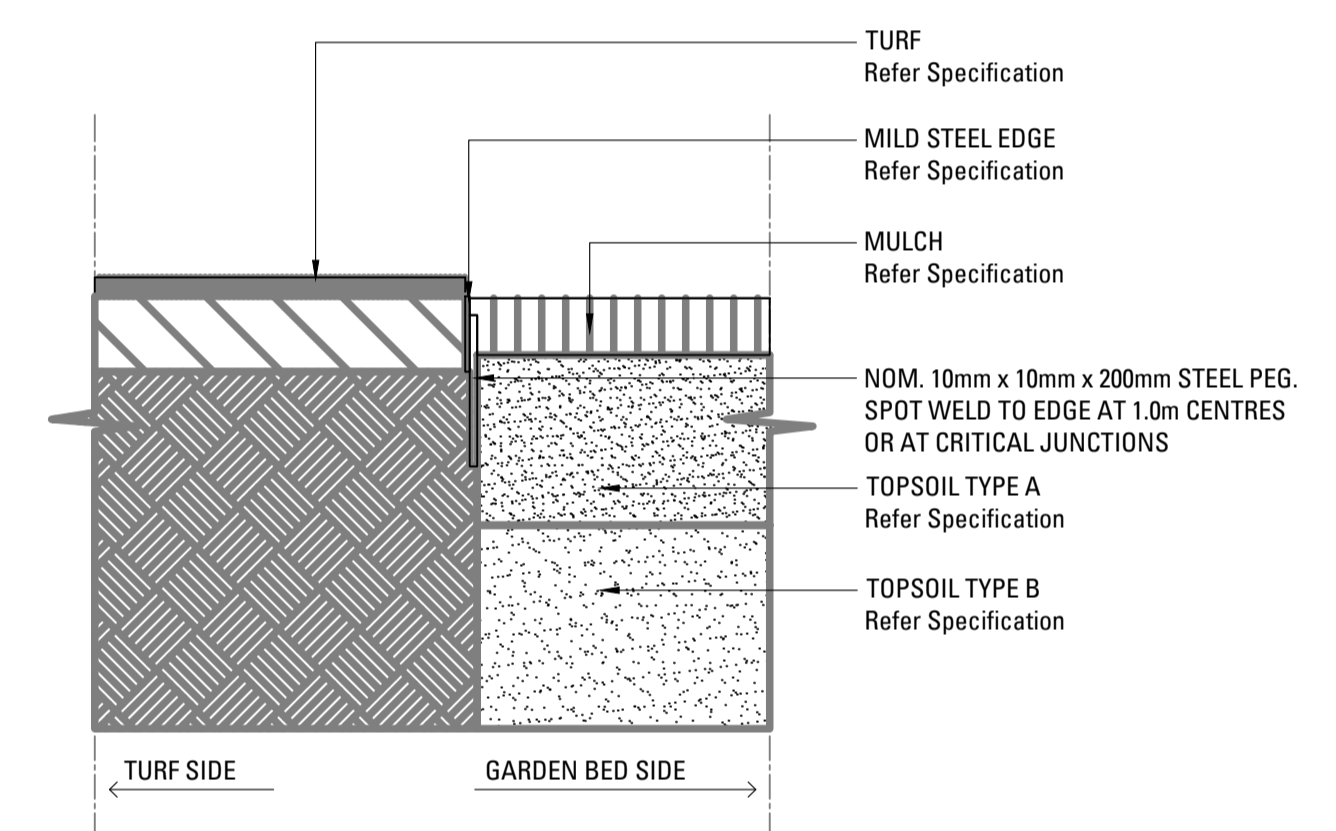 TURF
Refer Specification
MILD STEEL EDGE
Refer Specification
MULCH
Refer Specification
NOM. 10mm x 10mm x 200mm STEEL PEG.
SPOT WELD TO EDGE AT 1.0m CENTRES
OR AT CRITICAL JUNCTIONS
TOPSOIL TYPE A
Refer Specification
TOPSOIL TYPE B
Refer Specification
TURF SIDE
GARDEN BED SIDE